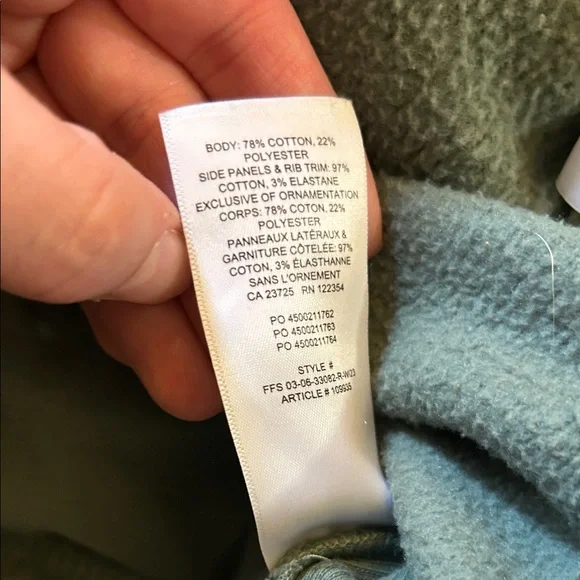 BODY: 78% COTTON, 22%
POLYESTER
SIDE PANELS & RIB TRIM: 97%
COTTON, 3% ELASTANE
EXCLUSIVE OF ORNAMENTATION
CORPS: 78% COTON, 22%
POLYESTER
PANNEAUX LATÉRAUX &
GARNITURE CÔTELÉE: 97%
COTON, 3% ÉLASTHANNE
SANS L'ORNEMENT
CA 23725 RN 122354
PO 4500211762
PO 4500211763
PO 4500211764
STYLE #
FFS 03-06-33082-R-W23
ARTICLE # 109935